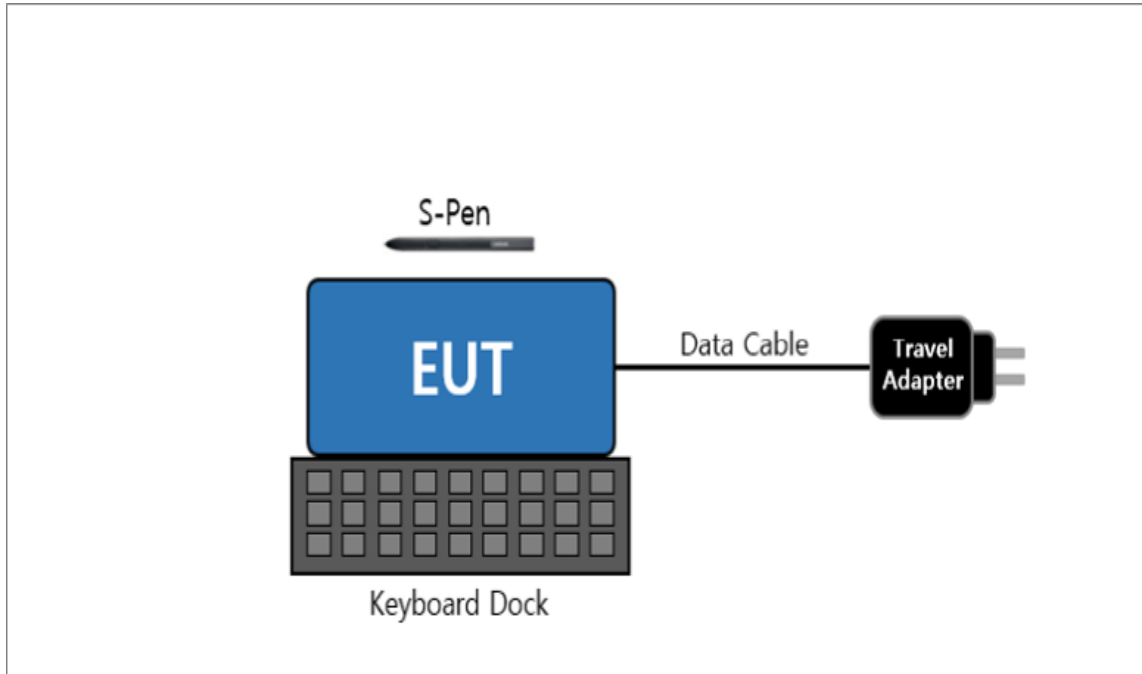 S-Pen
EUT
Data Cable
Travel
Adapter
Keyboard Dock